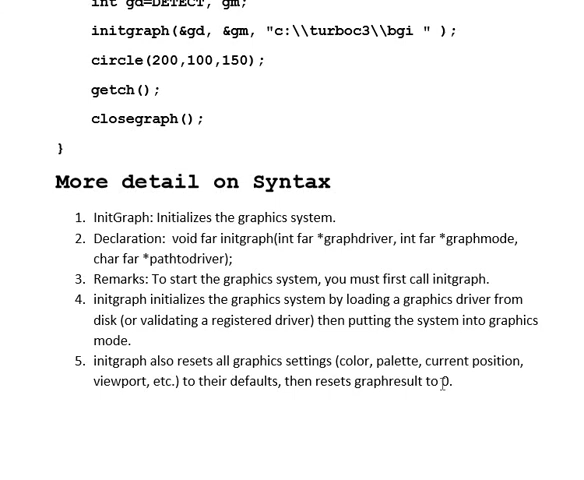 int gd=DETECT, gm;
initgraph(&gd, &gm, "c:\\turboc3\\bgi " );
circle(200,100,150);
getch();
closegraph();
}
More detail on Syntax
1. InitGraph: Initializes the graphics system.
2. Declaration: void far initgraph(int far *graphdriver, int far *graphmode,
char far *pathtodriver);
3. Remarks: To start the graphics system, you must first call initgraph.
4. initgraph initializes the graphics system by loading a graphics driver from
disk (or validating a registered driver) then putting the system into graphics
mode.
5. initgraph also resets all graphics settings (color, palette, current position,
viewport, etc.) to their defaults, then resets graphresult to 0.